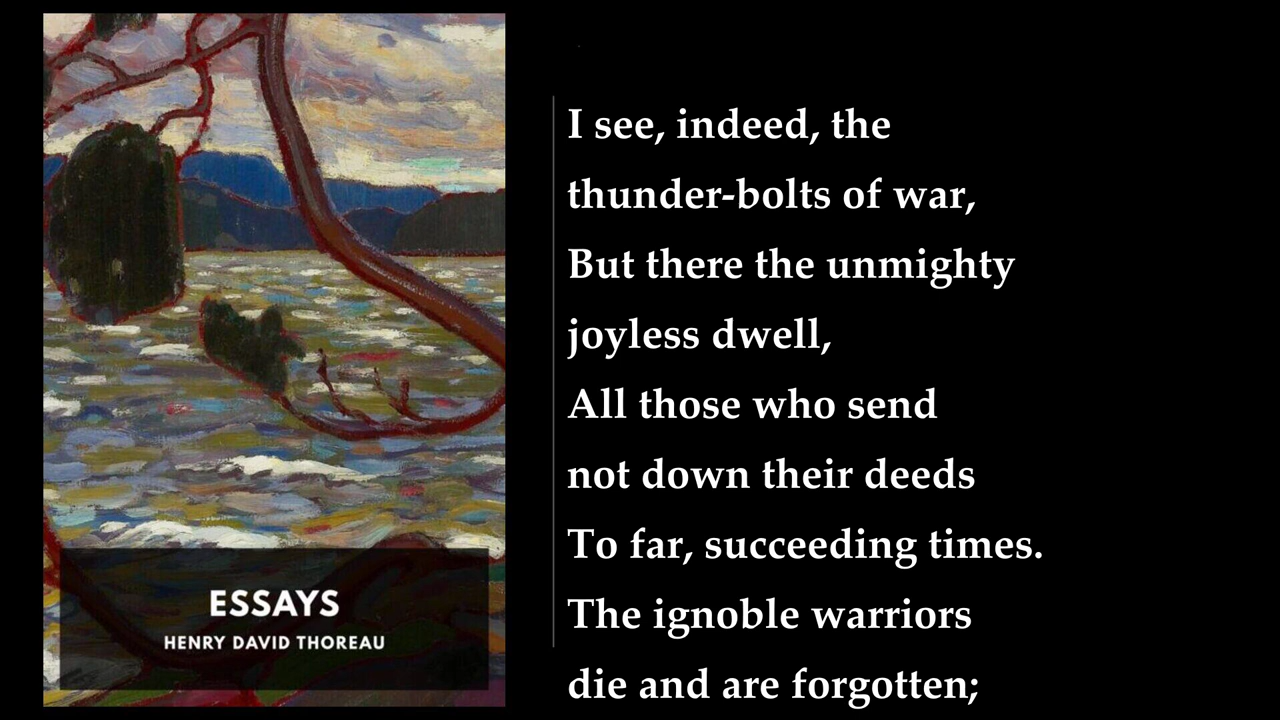 ESSAYS
HENRY DAVID THOREAU
I see, indeed, the
thunder-bolts of war,
But there the unmighty
joyless dwell,
All those who send
not down their deeds
To far, succeeding times.
The ignoble warriors
die and are forgotten;